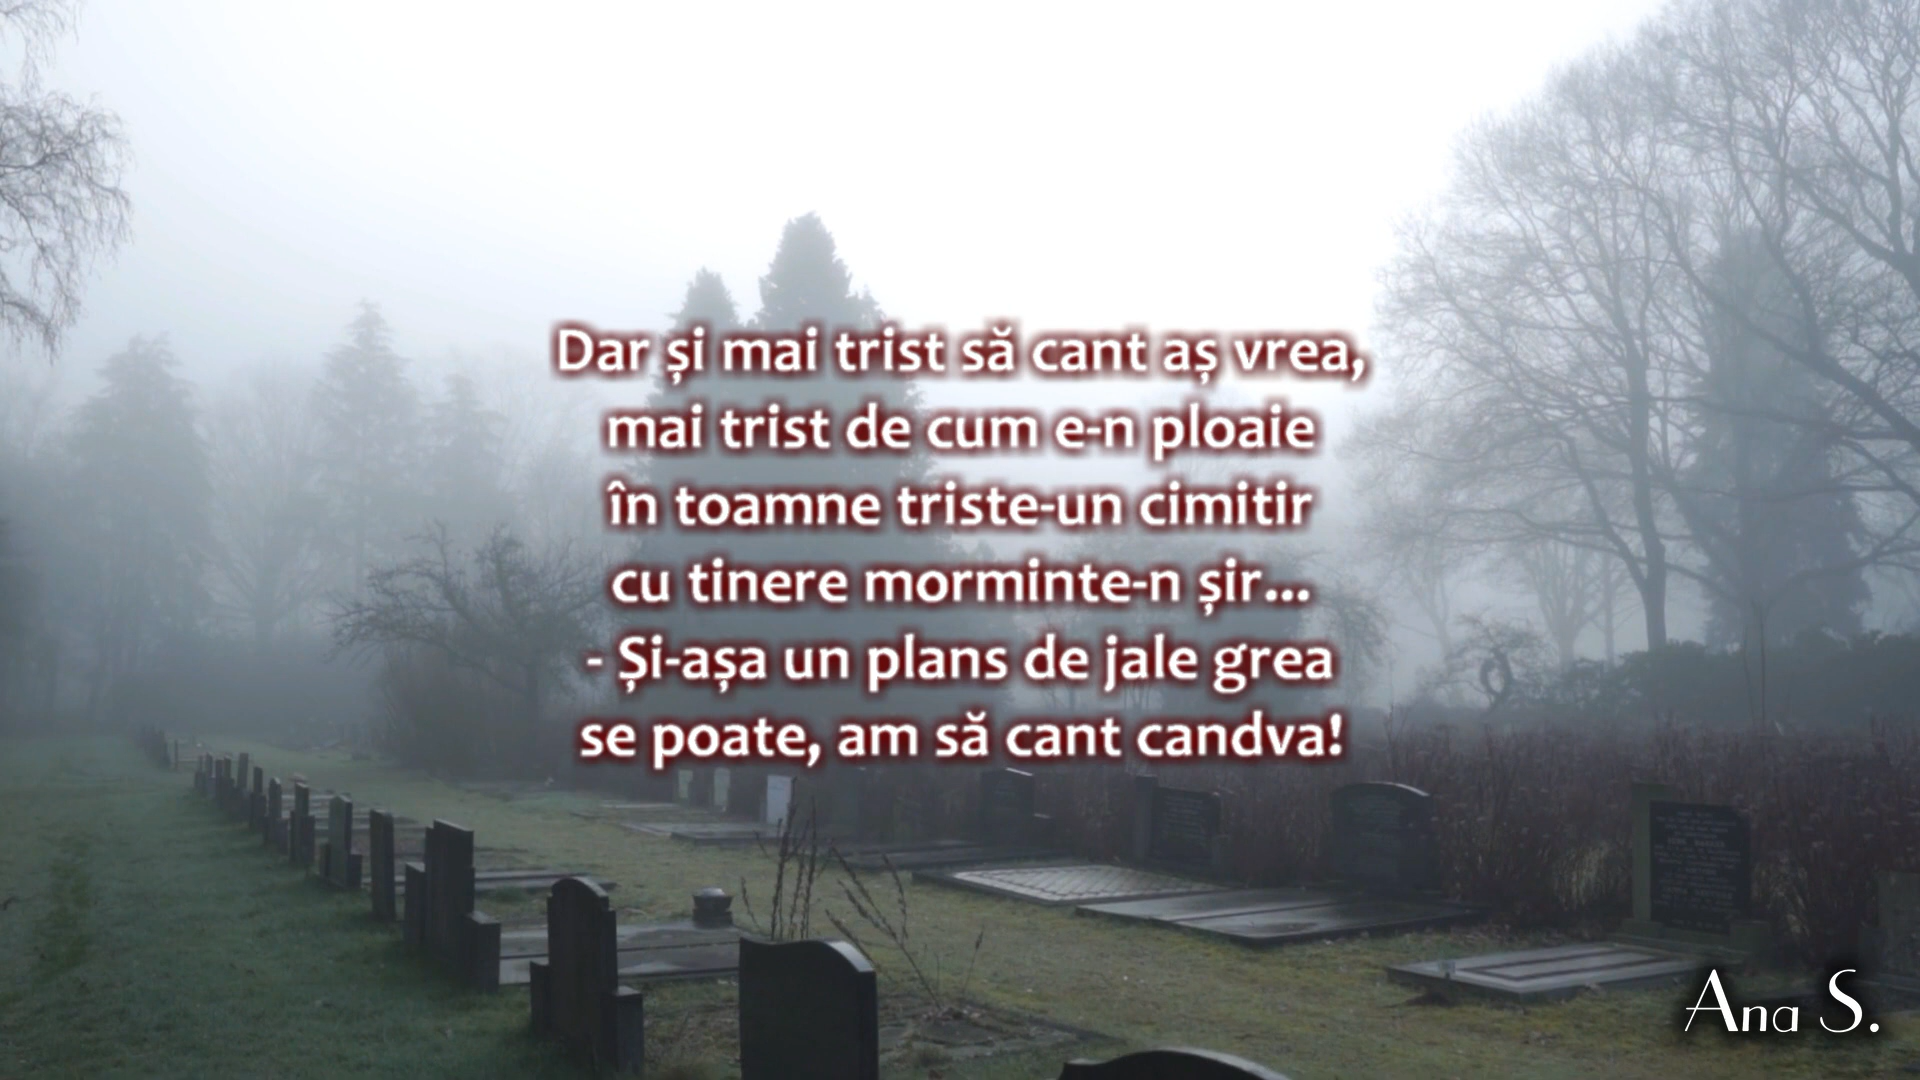 Dar și mai trist să cant aș vrea,
mai trist de cum e-n ploaie
în toamne triste-un cimitir
cu tinere morminte-n șir...
- Și-așa un plans de jale grea
se poate, am să cant candva!
Ana S.